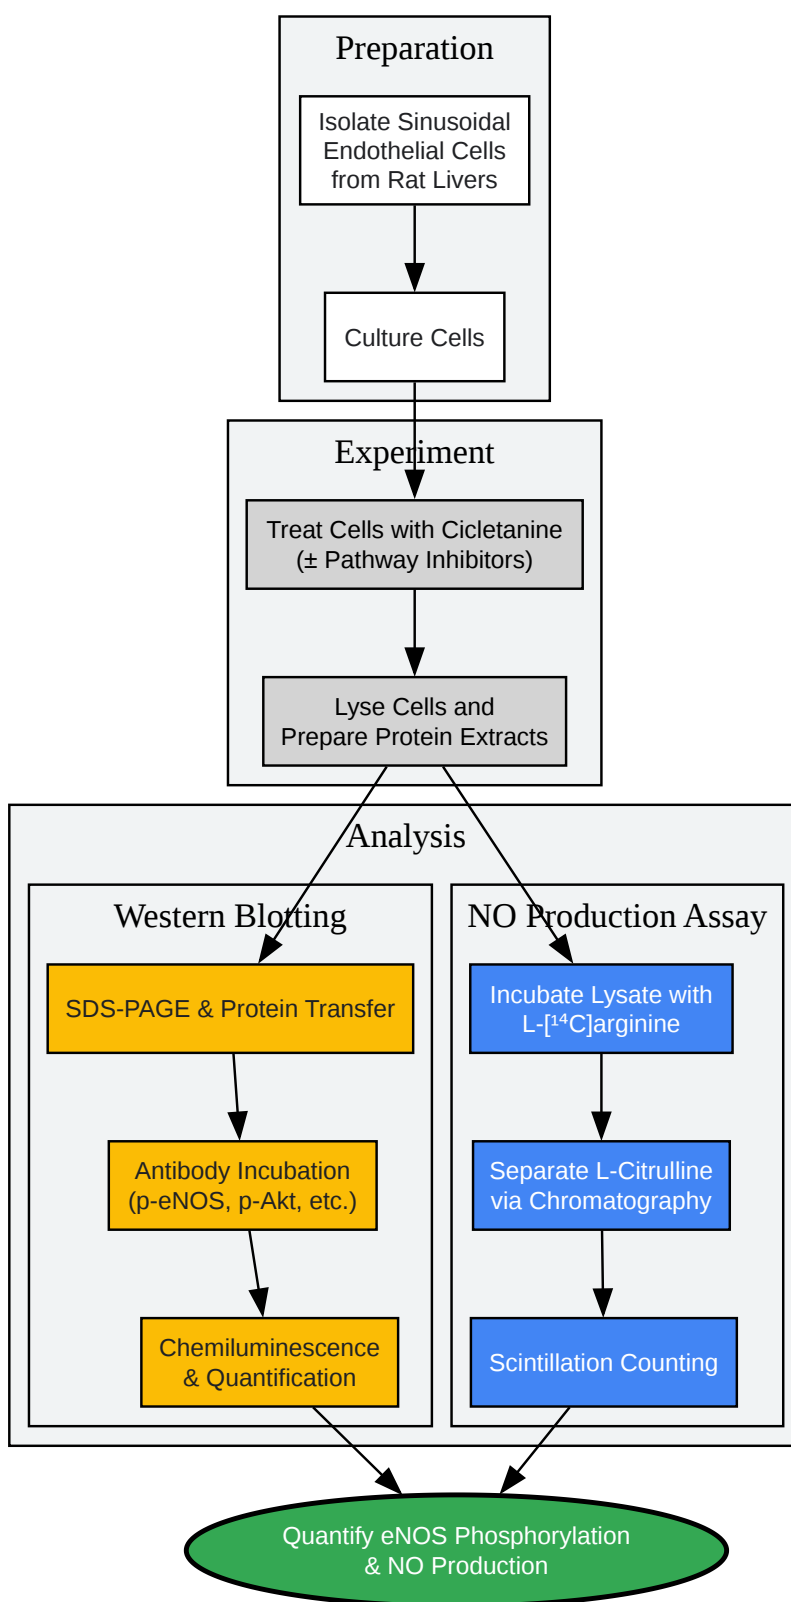 Preparation
Isolate Sinusoidal
Endothelial Cells
from Rat Livers
Culture Cells
Experiment
Treat Cells with Cicletanine
(± Pathway Inhibitors)
Lyse Cells and
Prepare Protein Extracts
Analysis
Western Blotting
SDS-PAGE & Protein Transfer
Antibody Incubation
(p-eNOS, p-Akt, etc.)
Chemiluminescence
& Quantification
NO Production Assay
Incubate Lysate with
L-[¹⁴C]arginine
Separate L-Citrulline
via Chromatography
Scintillation Counting
Quantify eNOS Phosphorylation
& NO Production